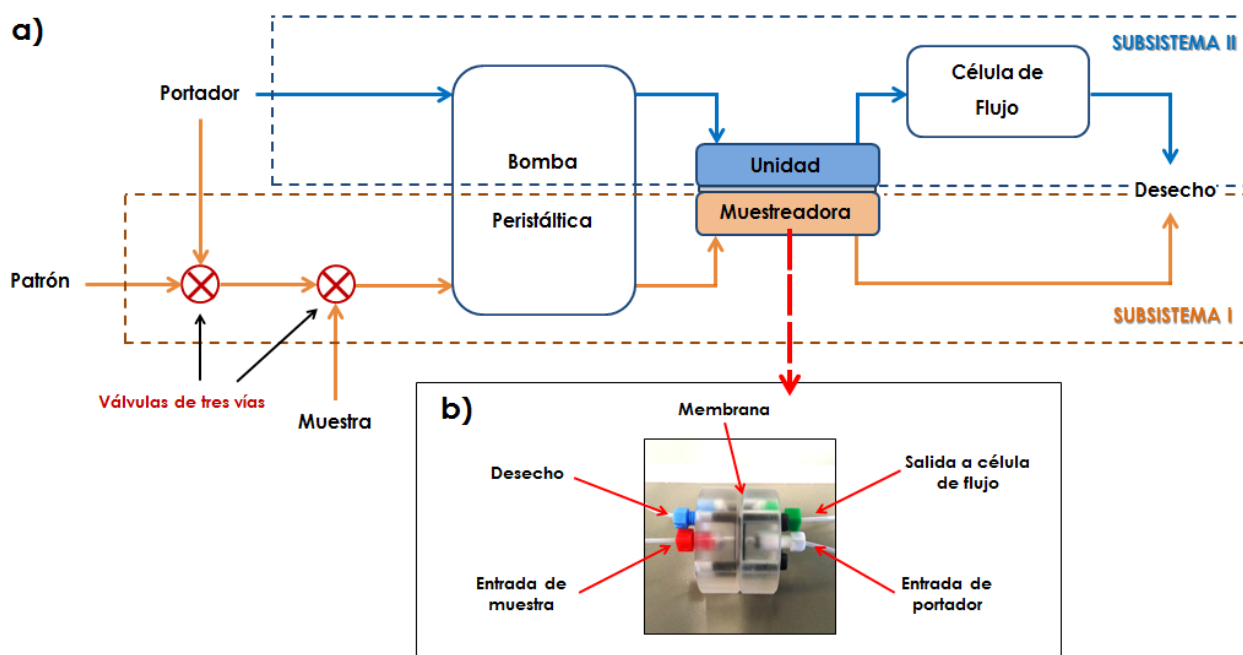 a)
SUBSISTEMA II
Portador
Célula de
Flujo
Bomba
Peristáltica
Unidad
Muestreadora
Desecho
Patrón
SUBSISTEMA I
Válvulas de tres vías
Muestra
b)
Membrana
Desecho
Salida a célula
de flujo
Entrada de
muestra
Entrada de
portador